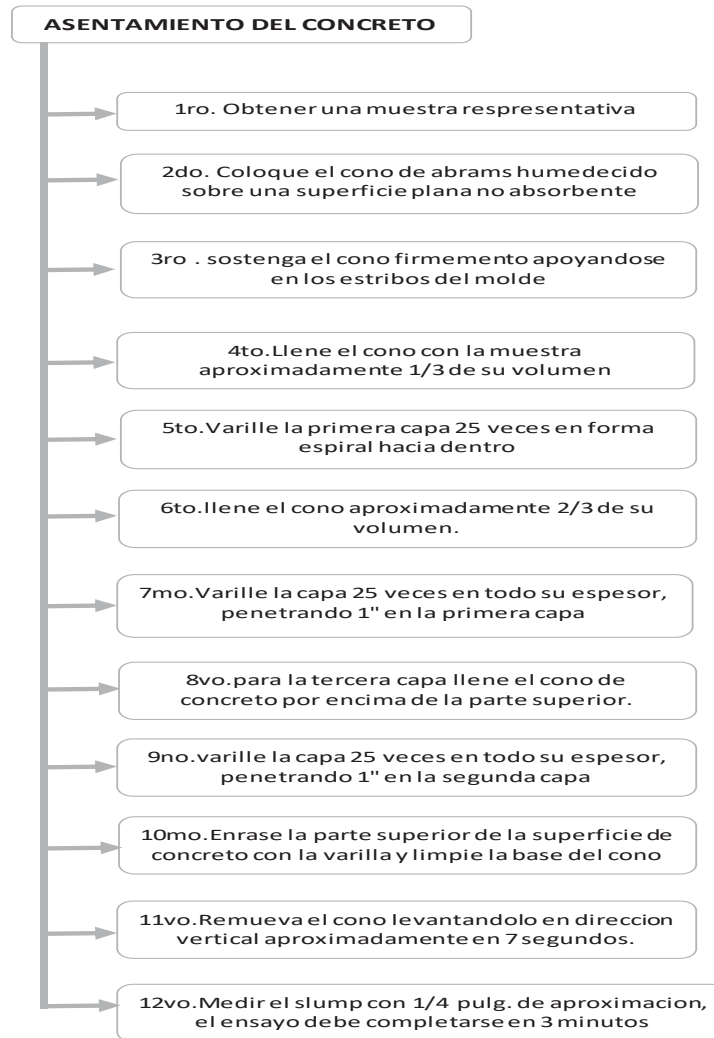 ASENTAMIENTO DEL CONCRETO
1ro. Obtener una muestra respresentativa
2do. Coloque el cono de abrams humedecido
sobre una superficie plana no absorbente
3ro . sostenga el cono firmemento apoyandose
en los estribos del molde
4to.Llene el cono con la muestra
aproximadamente 1/3 de su volumen
5to.Varille la primera capa 25 veces en forma
espiral hacia dentro
6to.llene el cono aproximadamente 2/3 de su
volumen.
7mo.Varille la capa 25 veces en todo su espesor,
penetrando 1" en la primera capa
8vo.para la tercera capa llene el cono de
concreto por encima de la parte superior.
9no.varille la capa 25 veces en todo su espesor,
penetrando 1" en la segunda capa
10mo.Enrase la parte superior de la superficie de
concreto con la varilla y limpie la base del cono
11vo.Remueva el cono levantandolo en direccion
vertical aproximadamente en 7 segundos.
12vo.Medir el slump con 1/4 pulg. de aproximacion,
el ensayo debe completarse en 3 minutos